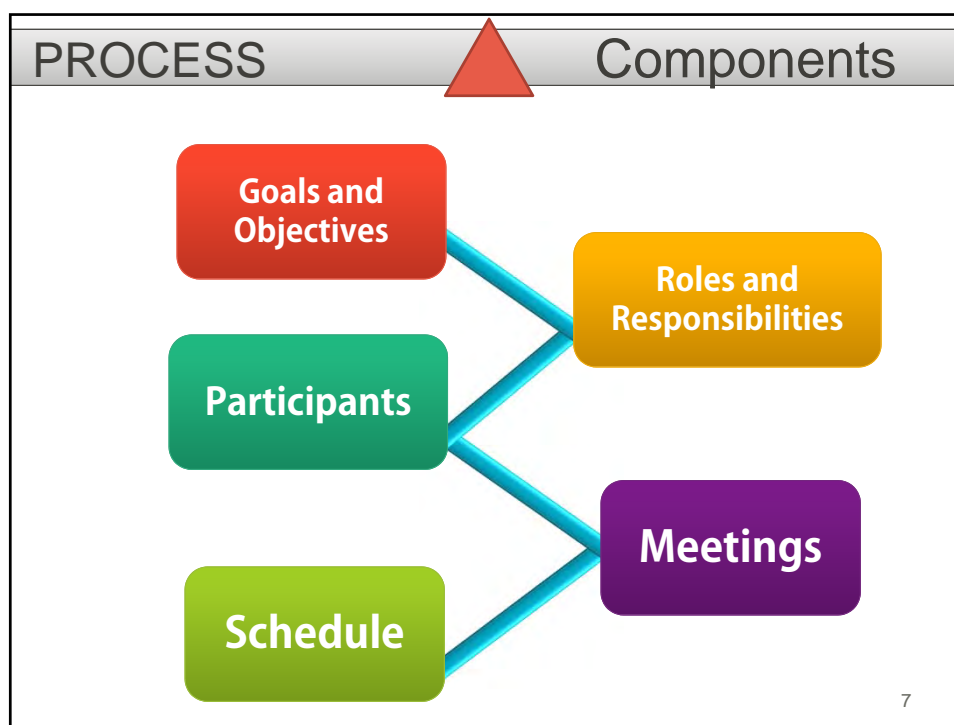 PROCESS
Components
Goals and
Objectives
Roles and
Responsibilities
Participants
Meetings
Schedule
7